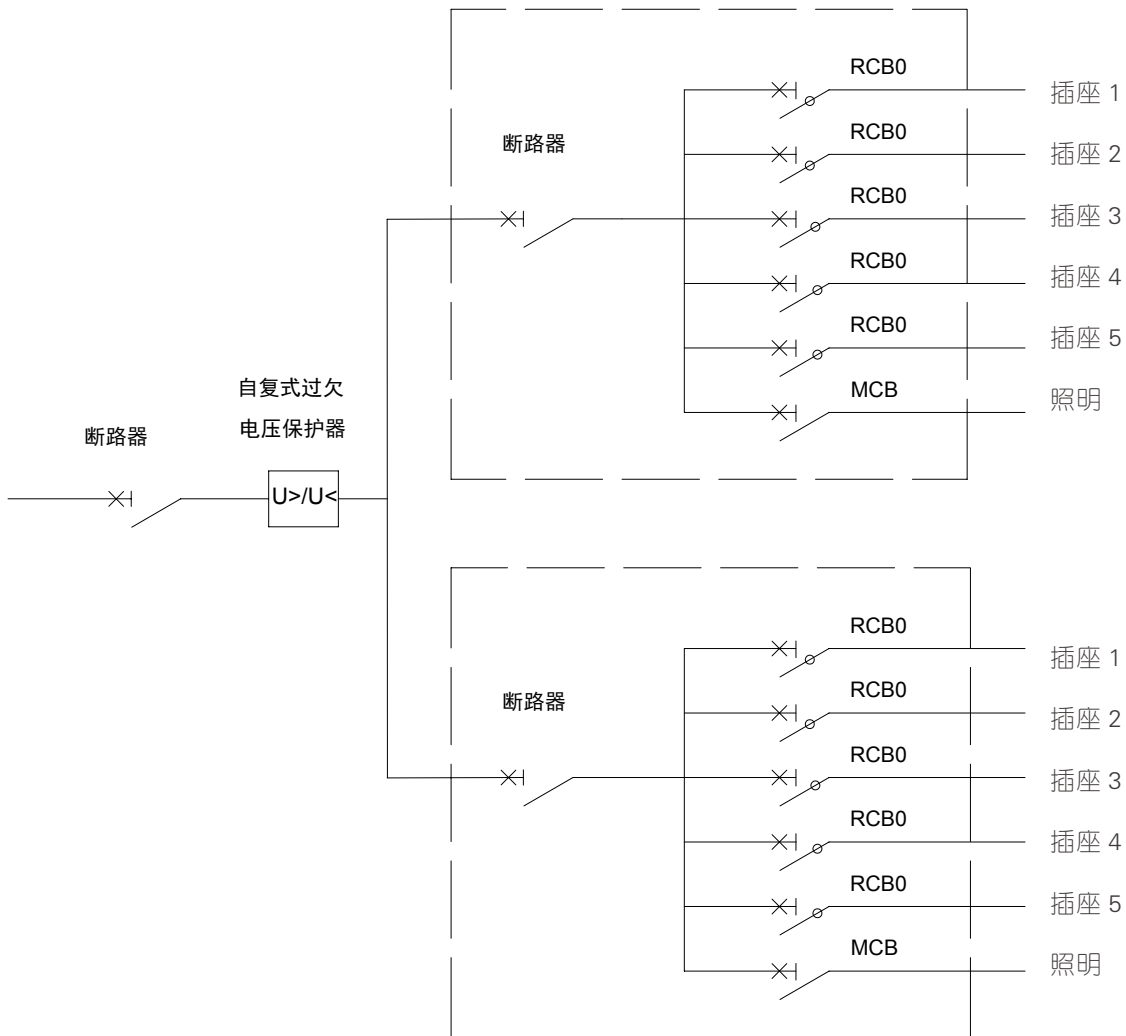 RCB0
插座 1
断路器
插座 2
RCB0
RCB0
插座 3
RCB0
插座 4
RCB0
插座 5
MCB
照明
自复式过欠
电压保护器
断路器
U>/U<
RCB0
插座 1
断路器
RCB0
插座 2
RCB0
插座 3
RCB0
插座 4
RCB0
插座 5
MCB
照明